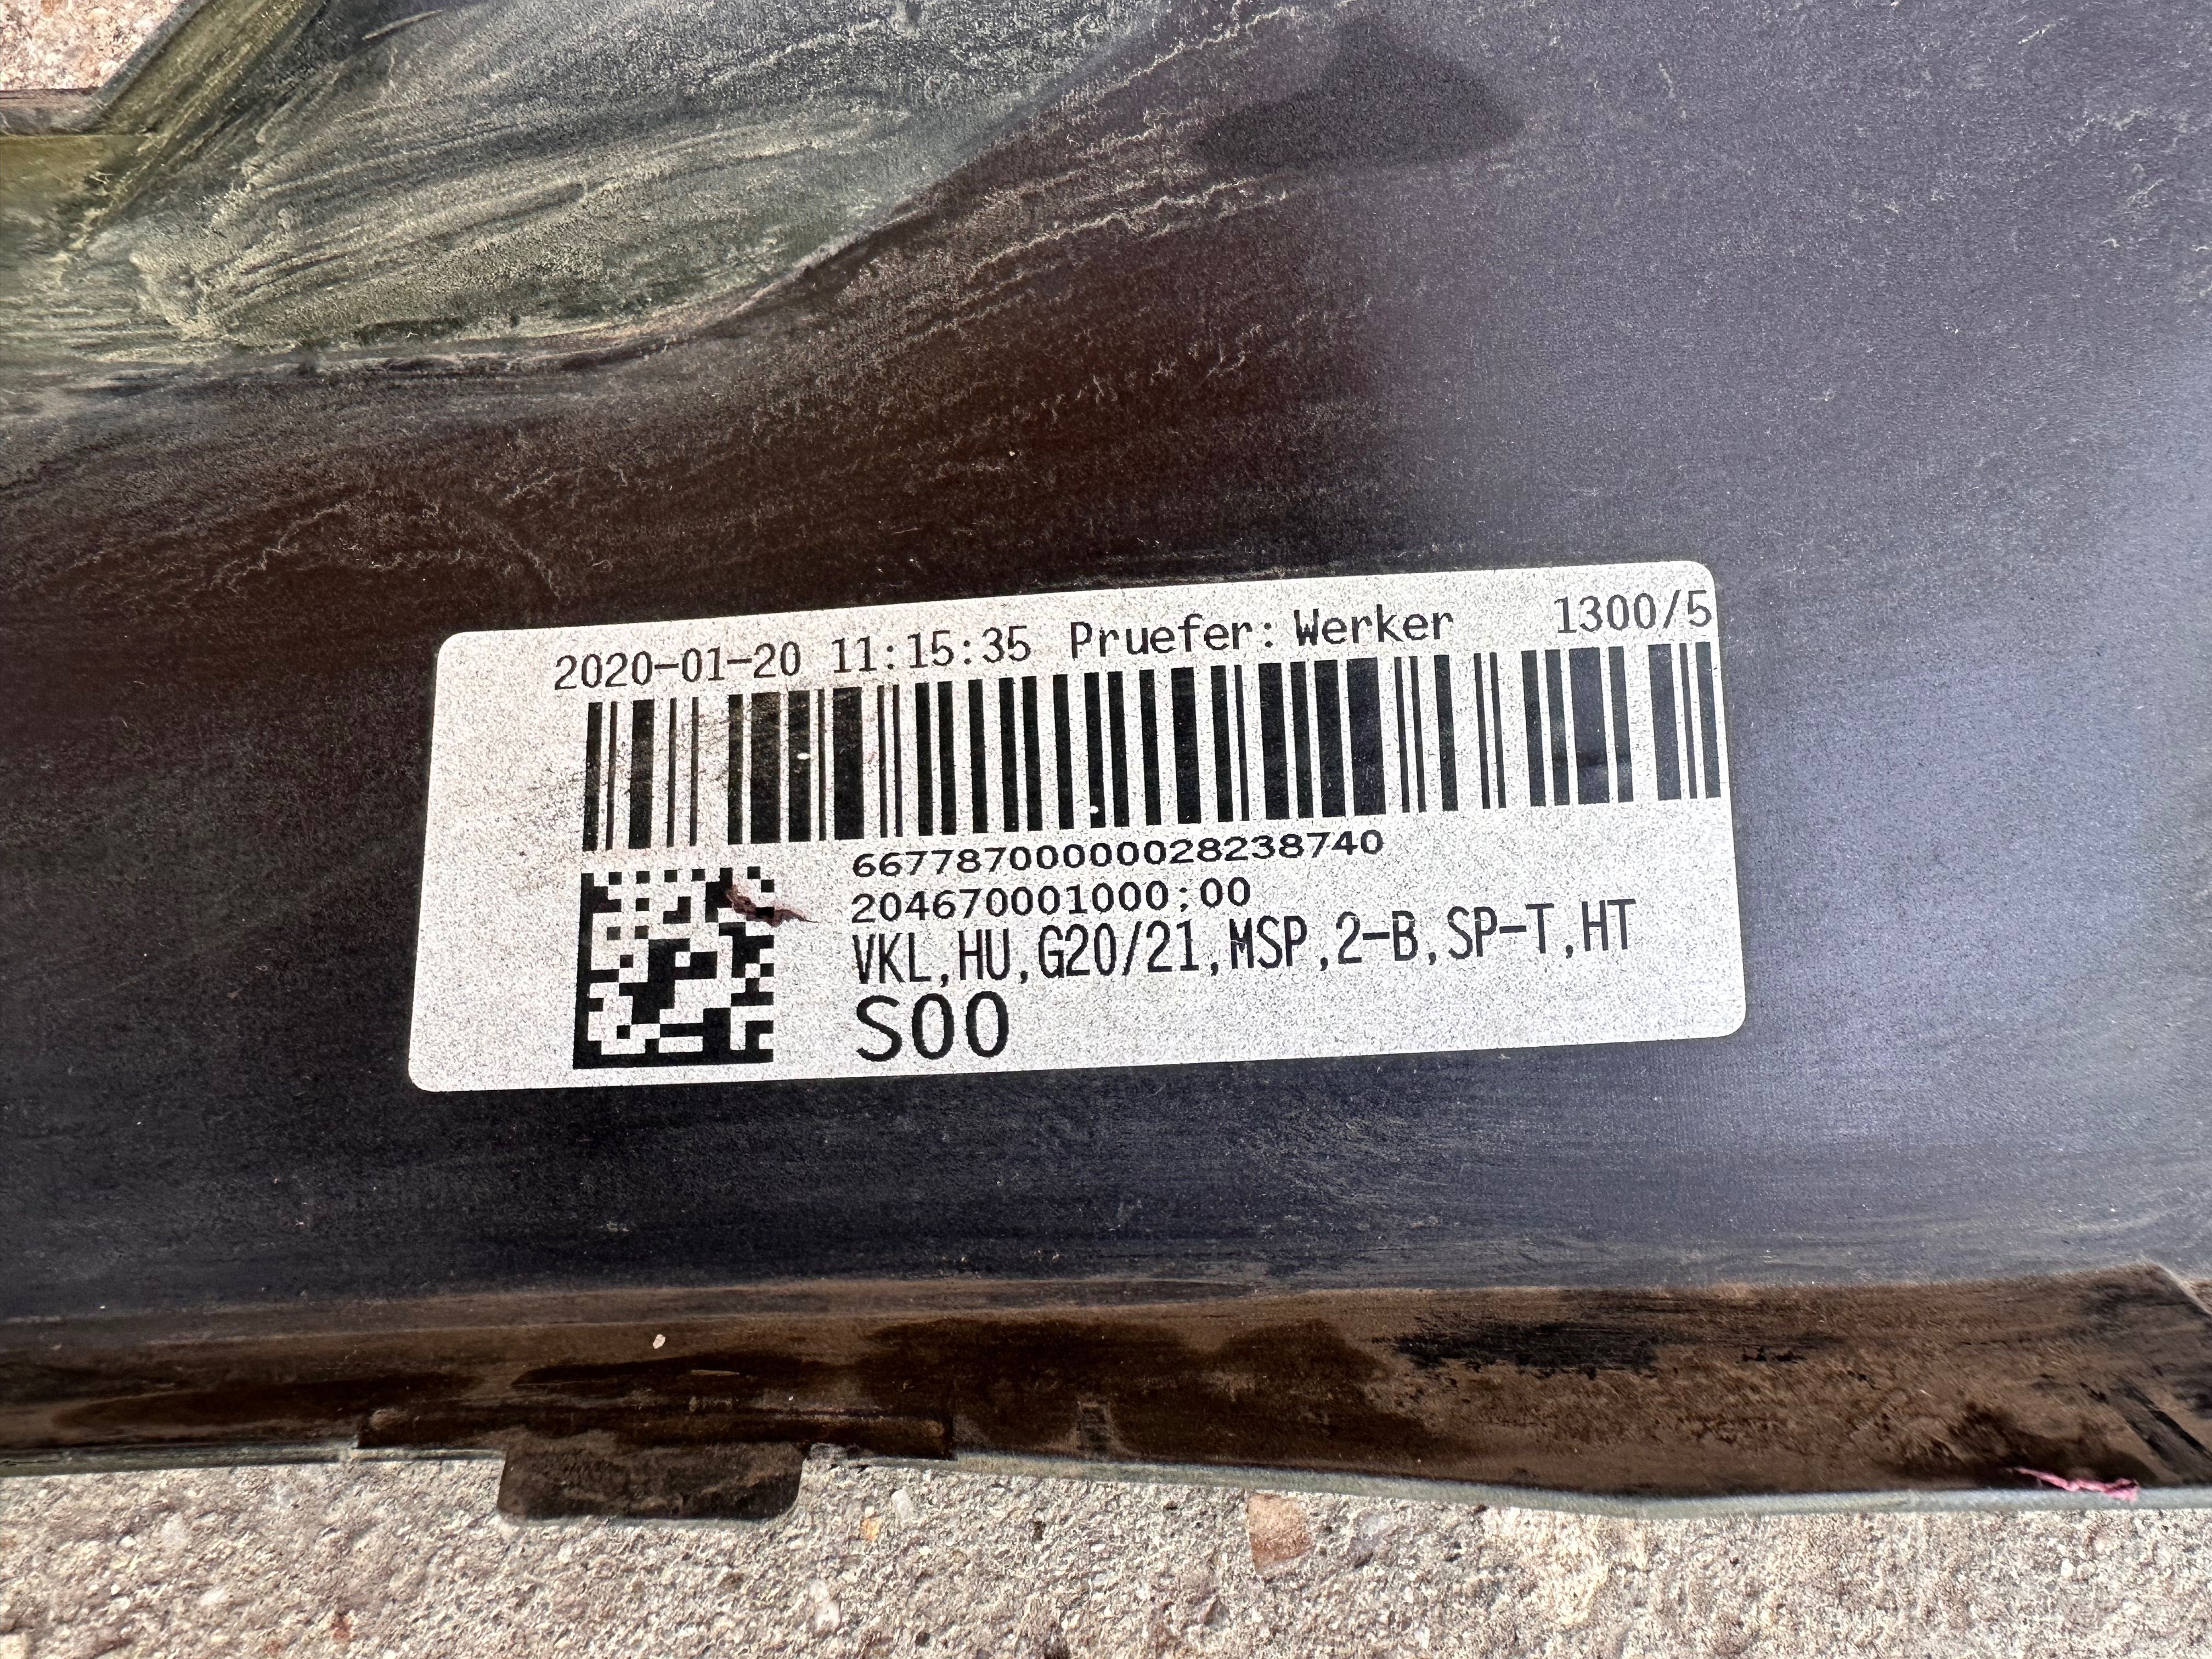 2020-01-20 11:15:35 Pruefer: Werker 1300/5
66778700000028238740
204670001000;00
VKL,HU,G20/21,MSP,2-B,SP-T,HT
S00